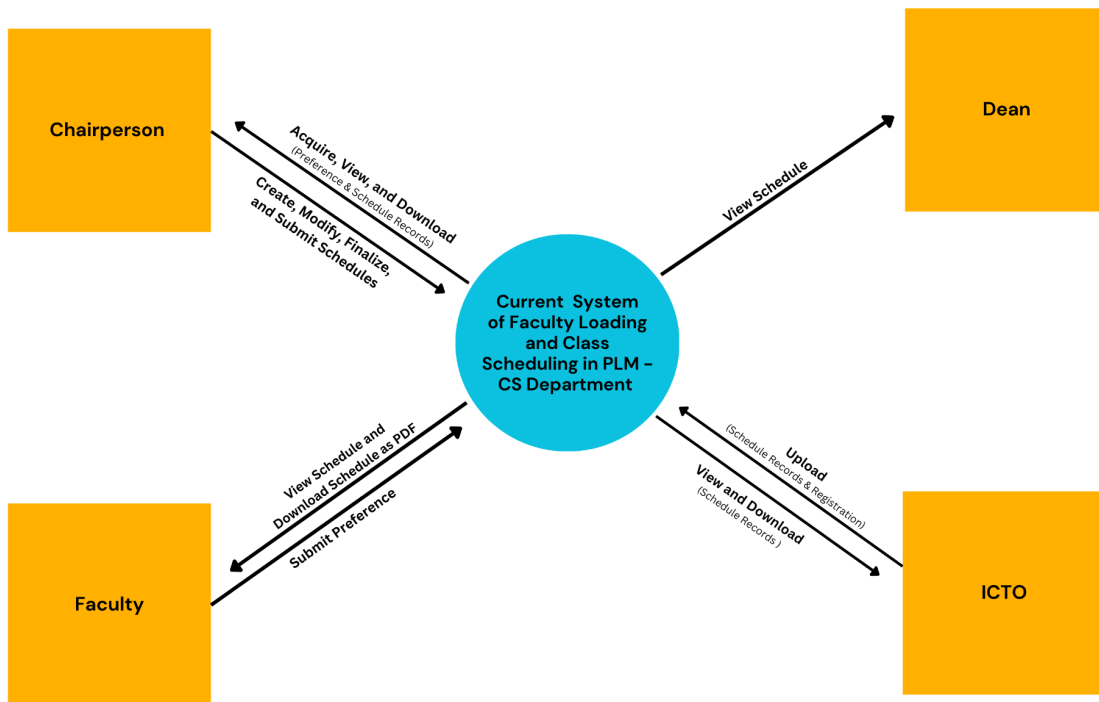 Chairperson
Dean
Acquire, View, and Download
(Preference & Schedule Records)
Create, Modify, Finalize,
and Submit Schedules
View Schedule
Current System
of Faculty Loading
and Class
Scheduling in PLM -
CS Department
View Schedule and
Download Schedule as PDF
Submit Preference
Upload
(Schedule Records & Registration)
View and Download
(Schedule Records )
Faculty
ICTO